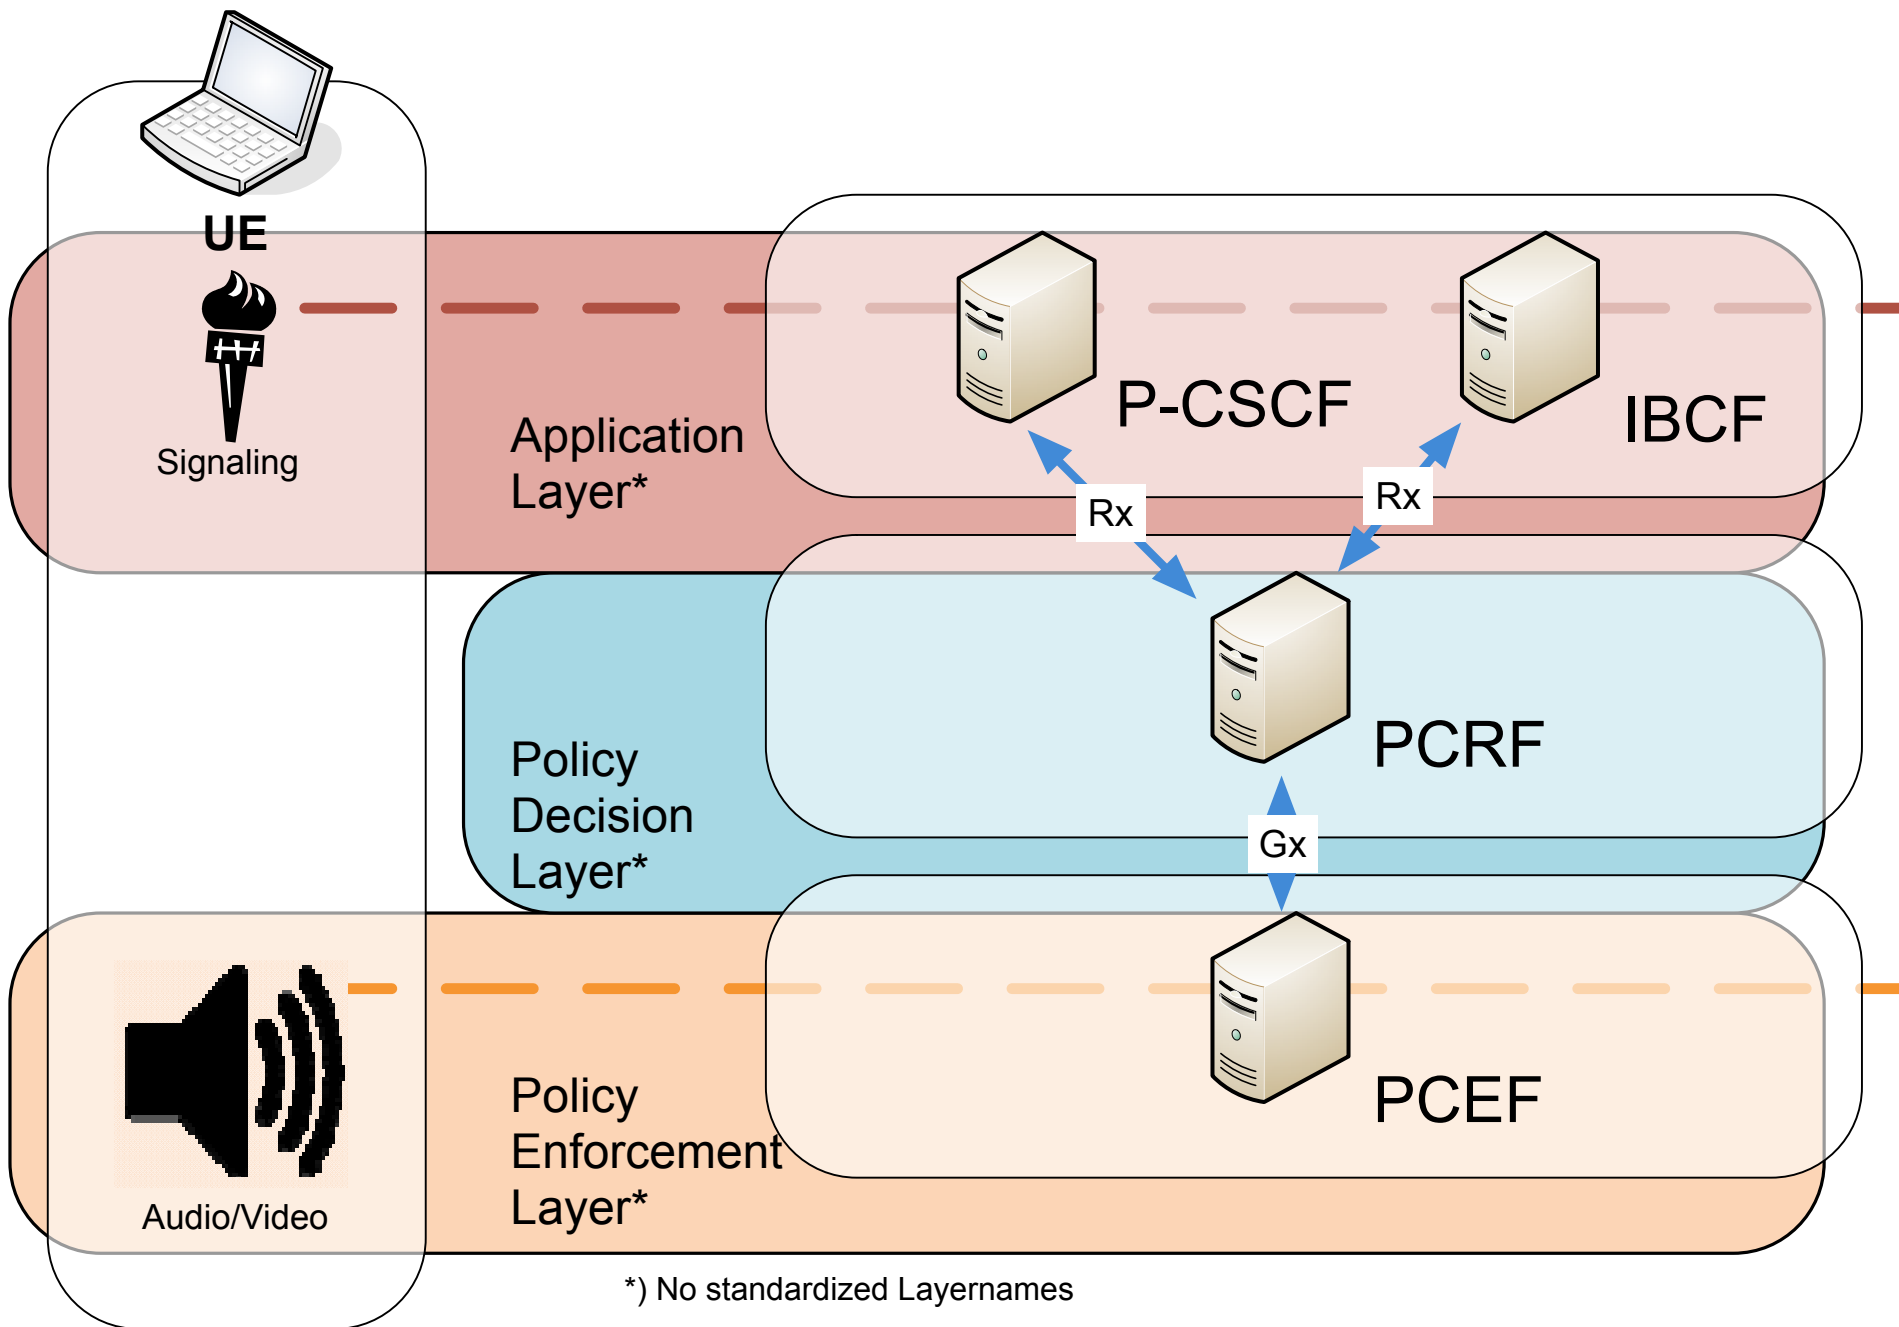 UE
Signaling
Application
Layer*
P-CSCF
IBCF
Rx
Rx
Policy
Decision
Layer*
PCRF
Gx
Policy
Enforcement
Layer*
PCEF
Audio/Video
*) No standardized Layernames